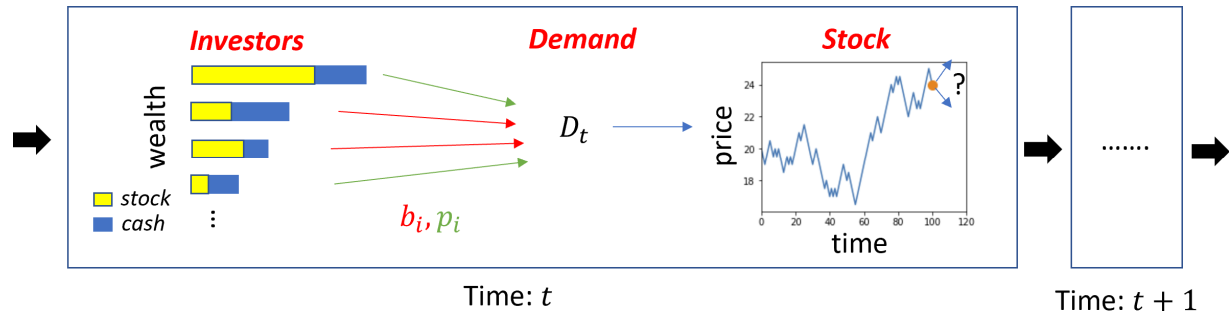 Investors
Demand
Stock
wealth
stock
cash
⋮
b_i, p_i
D_t
?
price
24
22
20
18
0 20 40 60 80 100 120
time
.......
Time: t
Time: t + 1